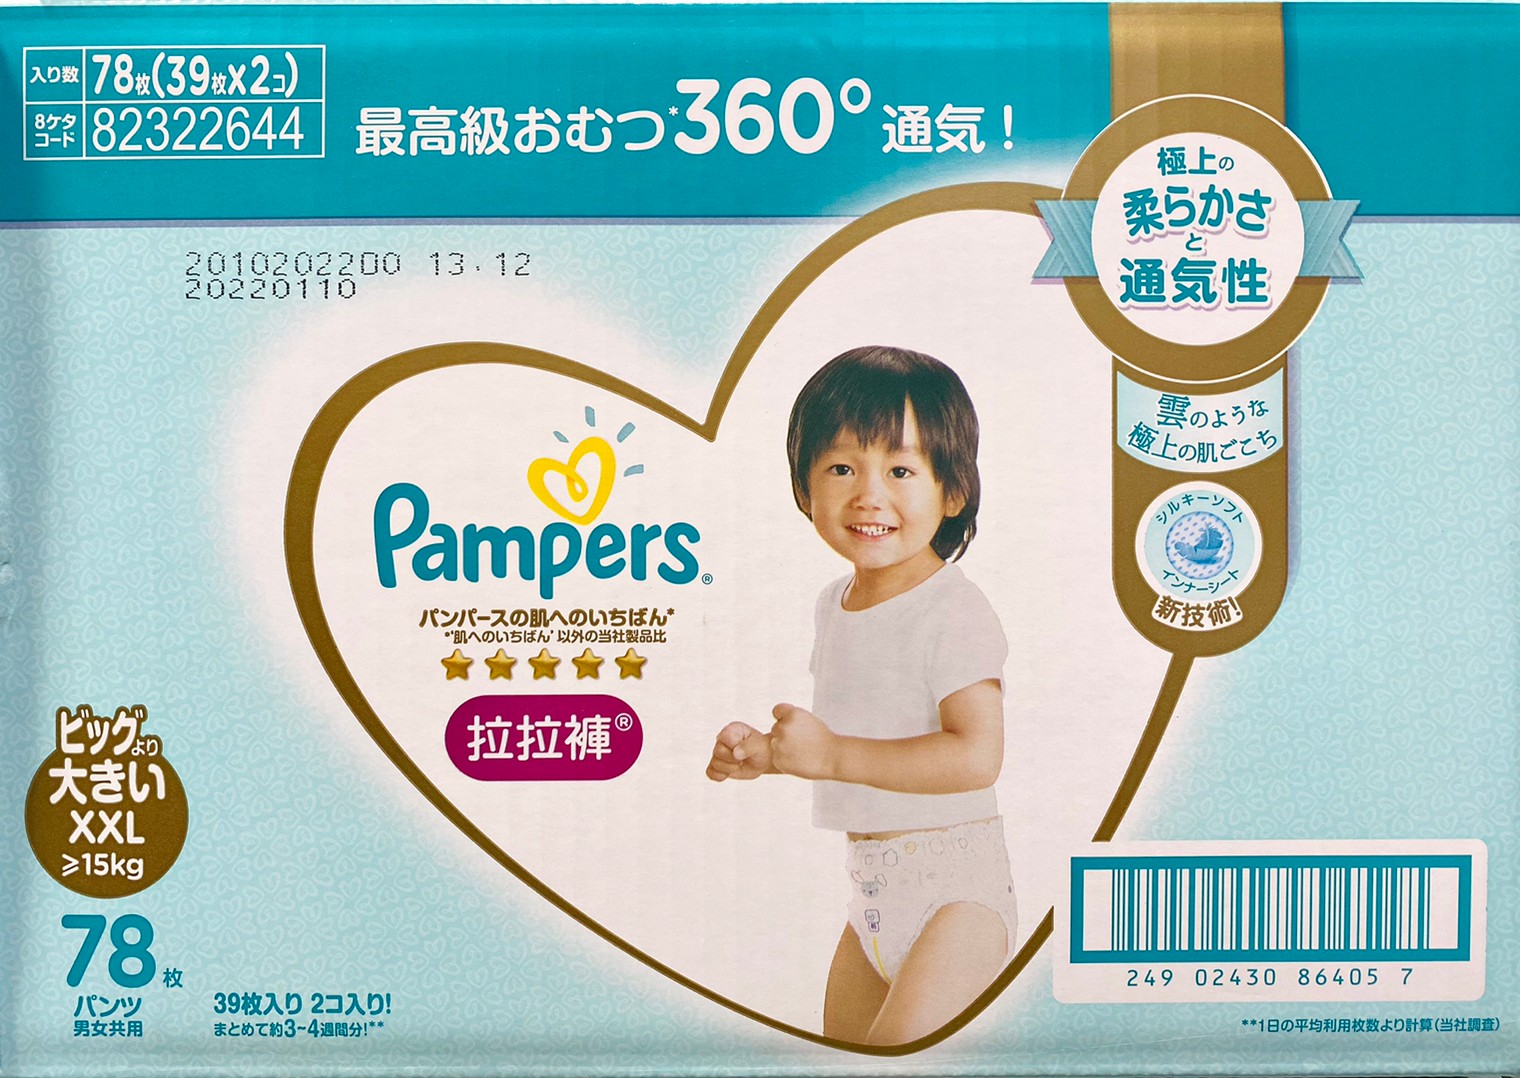 入り数 78枚(39枚X2コ)
8ケタコード 82322644
最高級おむつ*360°通気！
極上の
柔らかさ
と
通気性
20102022D0 13.12
20220110
雲のような
極上の肌ごこち
シルキーソフト
インナーシート
新技術!
Pampers®
パンパースの肌へのいちばん*
*'肌へのいちばん' 以外の当社製品比
拉拉褲®
ビッグより
大きい
XXL
≥15kg
78枚
パンツ
男女共用
39枚入り 2コ入り!
まとめて約3~4週間分!**
249 02430 86405 7
**1日の平均利用枚数より計算(当社調査)